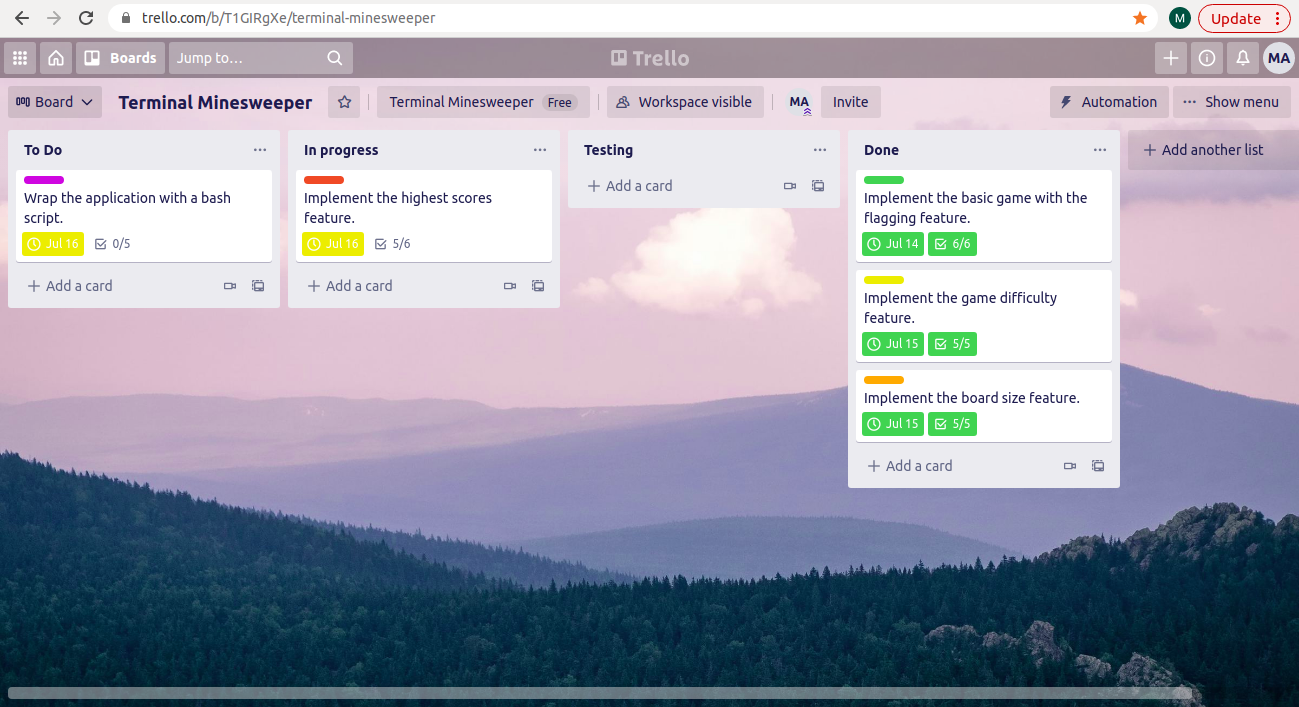 trello.com/b/T1GIRgXe/terminal-minesweeper
M
Update
Boards
Jump to...
Trello
MA
Board
Terminal Minesweeper
Terminal Minesweeper Free
Workspace visible
MA
Invite
Automation
Show menu
To Do
Wrap the application with a bash
script.
Jul 16
0/5
Add a card
In progress
Implement the highest scores
feature.
Jul 16
5/6
Add a card
Testing
Add a card
Done
Implement the basic game with the
flagging feature.
Jul 14
6/6
Implement the game difficulty
feature.
Jul 15
5/5
Implement the board size feature.
Jul 15
5/5
Add a card
Add another list